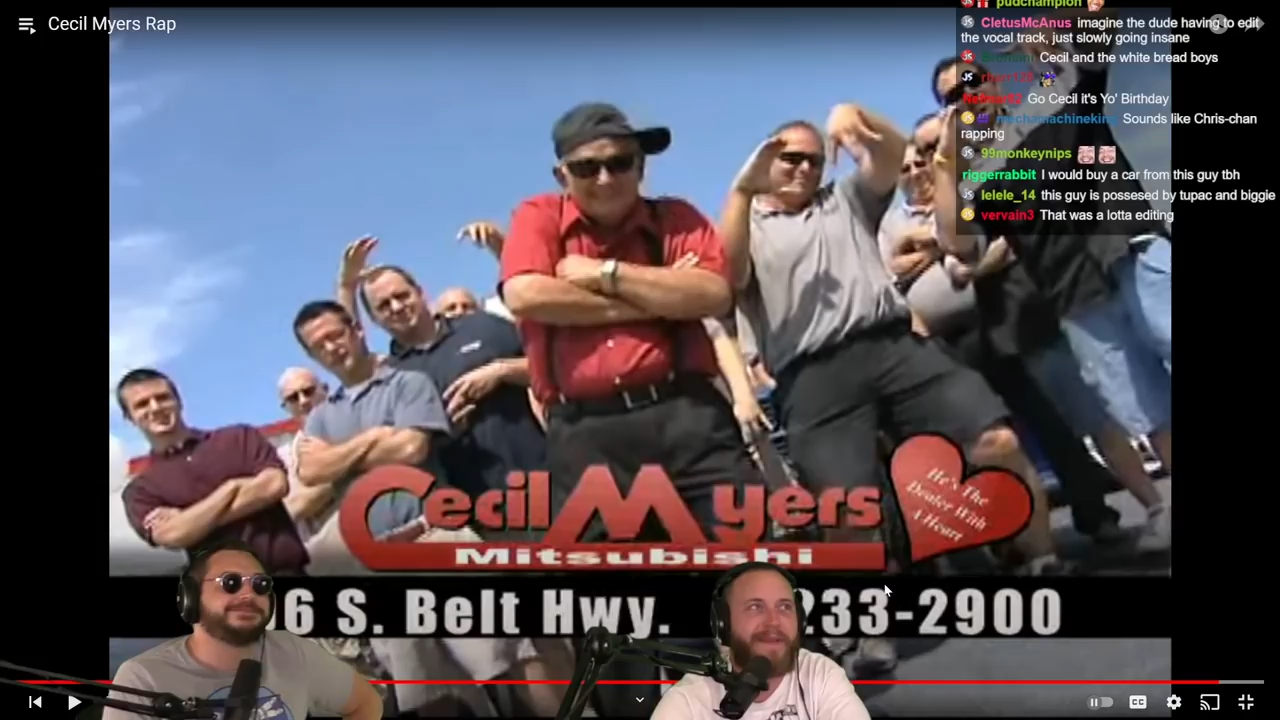 Cecil Myers Rap
pudchampion
CletusMcAnus imagine the dude having to edit
the vocal track, just slowly going insane
Cecil and the white bread boys
Go Cecil it's Yo' Birthday
mechamachineking Sounds like Chris-chan
rapping
99monkeynips
riggerrabbit I would buy a car from this guy tbh
lelele_14 this guy is possesed by tupac and biggie
vervain3 That was a lotta editing
Cecil Myers
Mitsubishi
He's The
Dealer With
A Heart
6 S. Belt Hwy. 233-2900
CC